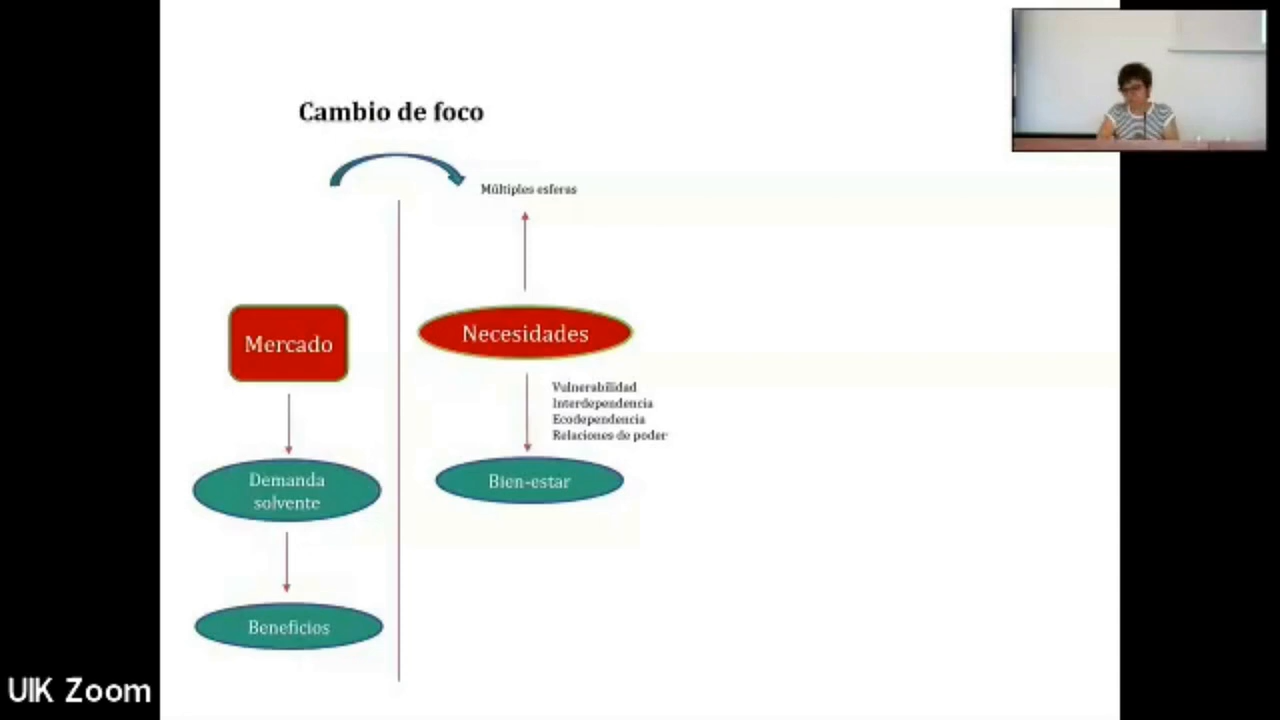 Cambio de foco
Múltiples esferas
Mercado
Necesidades
Vulnerabilidad
Interdependencia
Ecodependencia
Relaciones de poder
Demanda
solvente
Bien-estar
Beneficios
UIK Zoom